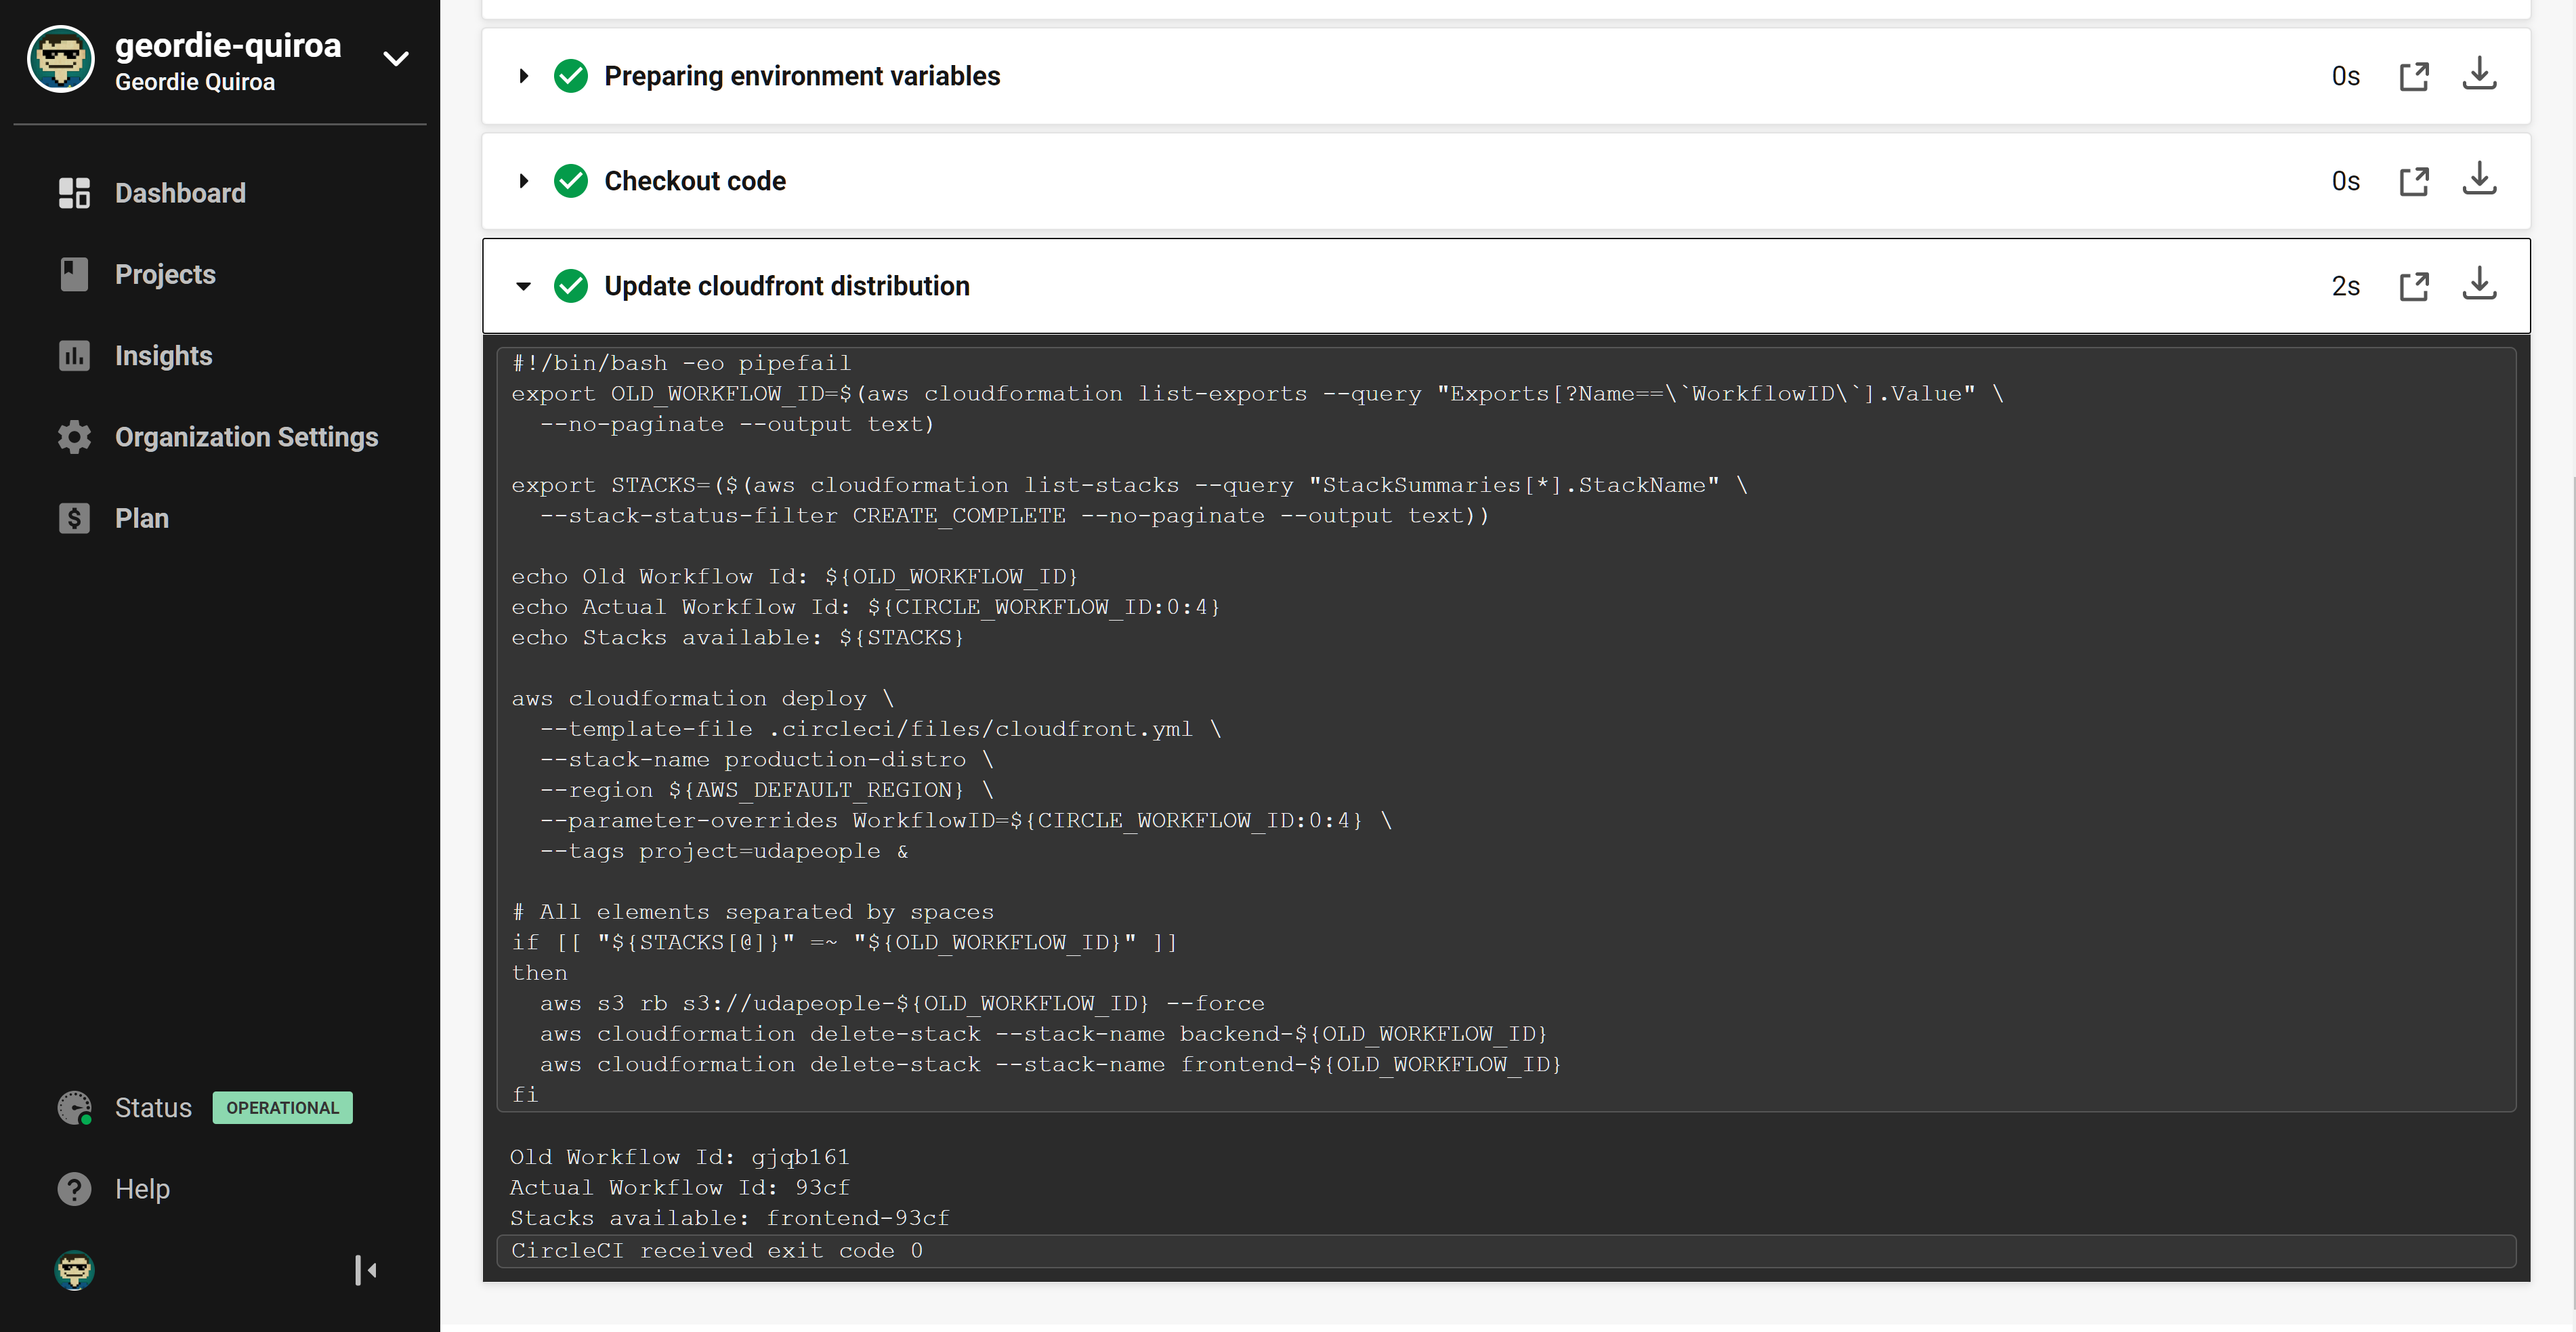 geordie-quiroa
Geordie Quiroa
Dashboard
Projects
Insights
Organization Settings
Plan
Status OPERATIONAL
Help
Preparing environment variables 0s
Checkout code 0s
Update cloudfront distribution 2s
#!/bin/bash -eo pipefail
export OLD_WORKFLOW_ID=$(aws cloudformation list-exports --query "Exports[?Name==\`WorkflowID\`].Value" \
  --no-paginate --output text)
export STACKS=($(aws cloudformation list-stacks --query "StackSummaries[*].StackName" \
  --stack-status-filter CREATE_COMPLETE --no-paginate --output text))
echo Old Workflow Id: ${OLD_WORKFLOW_ID}
echo Actual Workflow Id: ${CIRCLE_WORKFLOW_ID:0:4}
echo Stacks available: ${STACKS}
aws cloudformation deploy \
  --template-file .circleci/files/cloudfront.yml \
  --stack-name production-distro \
  --region ${AWS_DEFAULT_REGION} \
  --parameter-overrides WorkflowID=${CIRCLE_WORKFLOW_ID:0:4} \
  --tags project=udapeople &
# All elements separated by spaces
if [[ "${STACKS[@]}" =~ "${OLD_WORKFLOW_ID}" ]]
then
  aws s3 rb s3://udapeople-${OLD_WORKFLOW_ID} --force
  aws cloudformation delete-stack --stack-name backend-${OLD_WORKFLOW_ID}
  aws cloudformation delete-stack --stack-name frontend-${OLD_WORKFLOW_ID}
fi
Old Workflow Id: gjqb161
Actual Workflow Id: 93cf
Stacks available: frontend-93cf
CircleCI received exit code 0